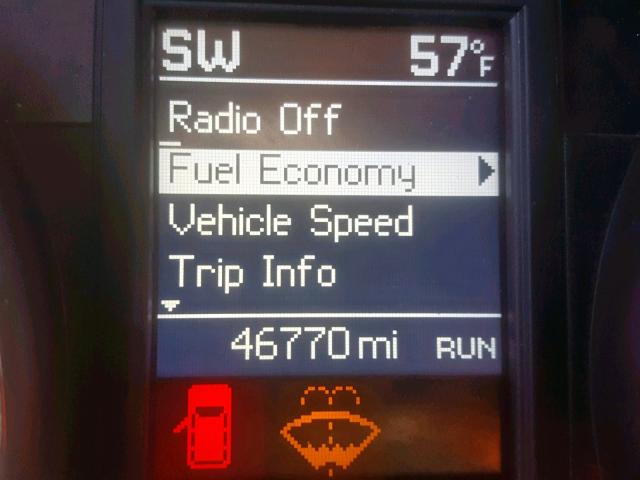 SW 57°F
Radio Off
Fuel Economy
Vehicle Speed
Trip Info
46770 mi RUN